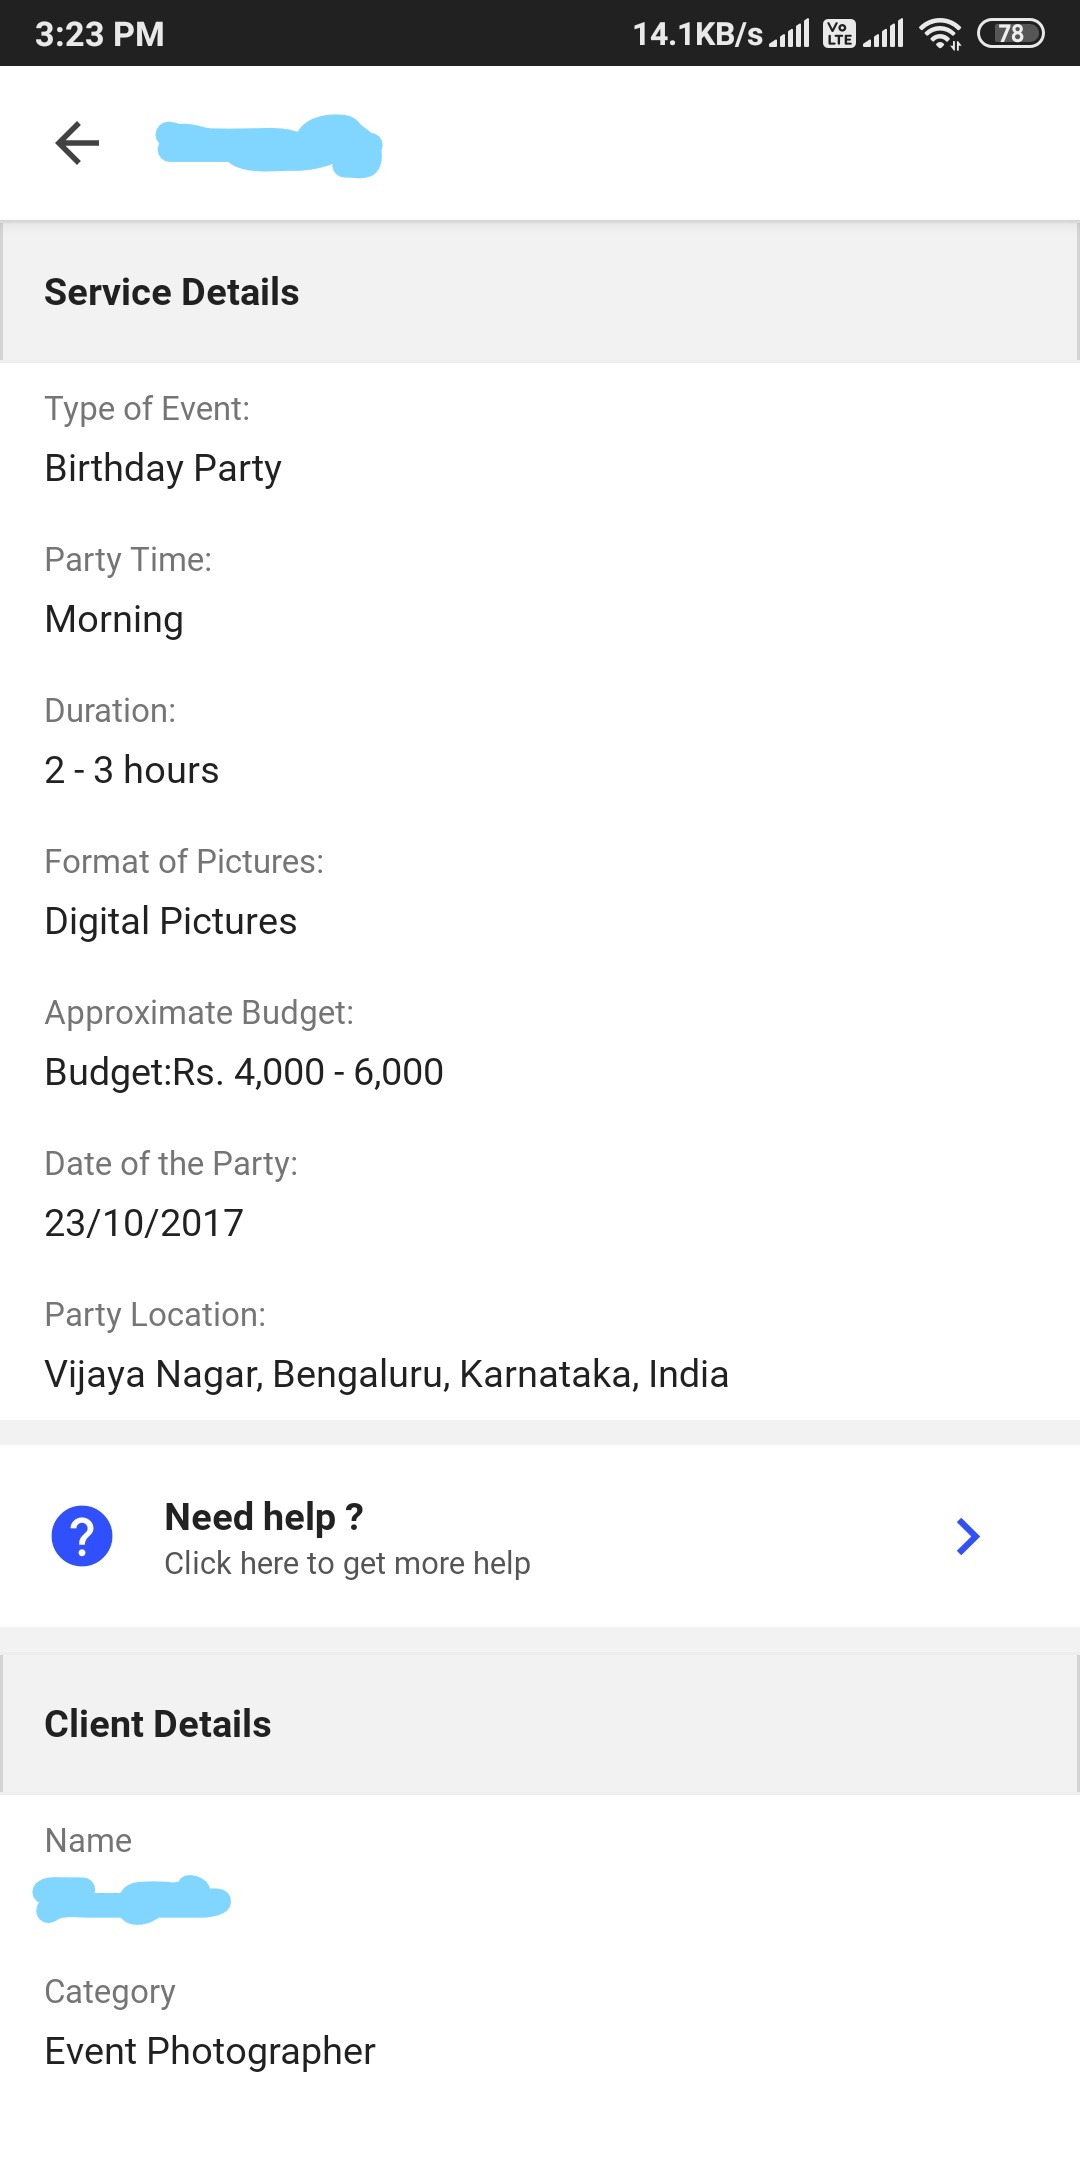 3:23 PM 14.1KB/s Vo LTE 78
Service Details
Type of Event:
Birthday Party
Party Time:
Morning
Duration:
2 - 3 hours
Format of Pictures:
Digital Pictures
Approximate Budget:
Budget:Rs. 4,000 - 6,000
Date of the Party:
23/10/2017
Party Location:
Vijaya Nagar, Bengaluru, Karnataka, India
Need help ?
Click here to get more help
Client Details
Name
Category
Event Photographer